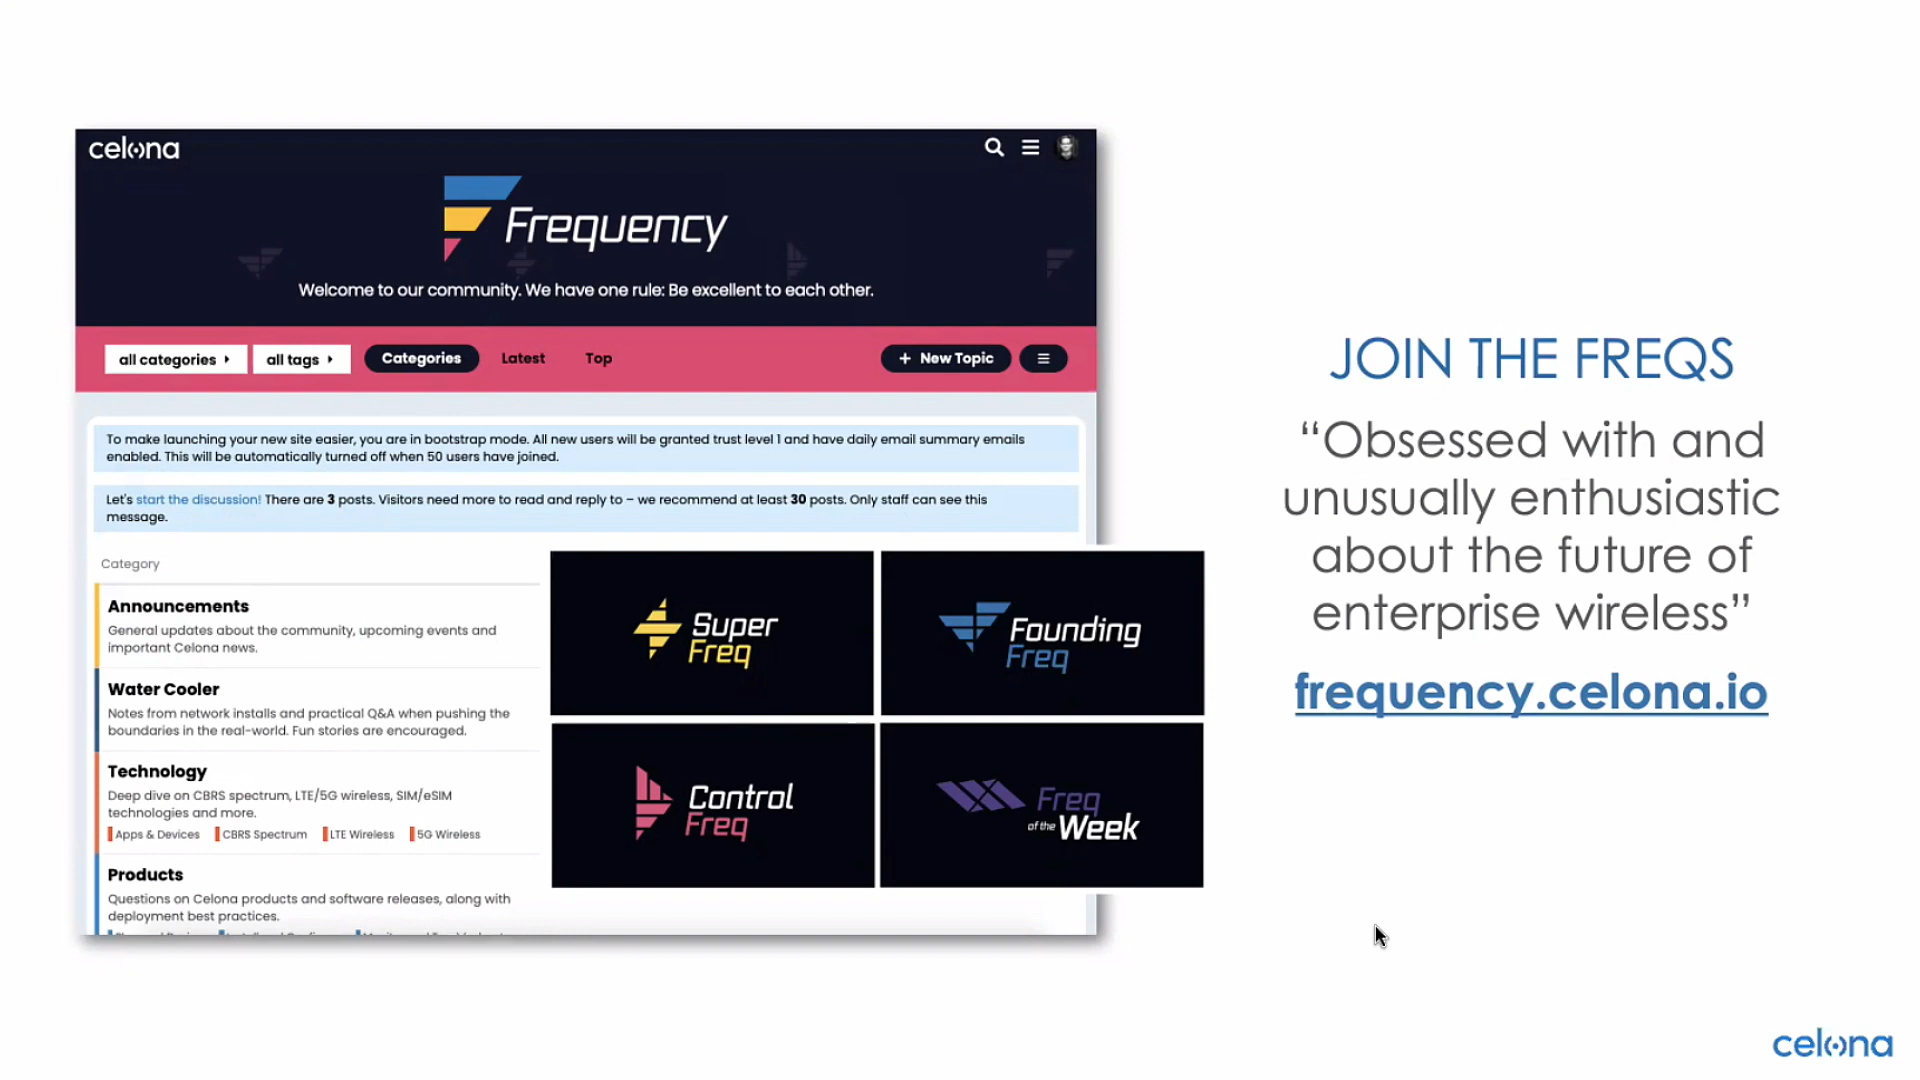 celona
Frequency
Welcome to our community. We have one rule: Be excellent to each other.
all categories
all tags
Categories
Latest
Top
+ New Topic
To make launching your new site easier, you are in bootstrap mode. All new users will be granted trust level 1 and have daily email summary emails
enabled. This will be automatically turned off when 50 users have joined.
Let's start the discussion! There are 3 posts. Visitors need more to read and reply to – we recommend at least 30 posts. Only staff can see this
message.
Category
Announcements
General updates about the community, upcoming events and
important Celona news.
Water Cooler
Notes from network installs and practical Q&A when pushing the
boundaries in the real-world. Fun stories are encouraged.
Technology
Deep dive on CBRS spectrum, LTE/5G wireless, SIM/eSIM
technologies and more.
Apps & Devices
CBRS Spectrum
LTE Wireless
5G Wireless
Products
Questions on Celona products and software releases, along with
deployment best practices.
Super
Freq
Founding
Freq
Control
Freq
Freq
of the Week
JOIN THE FREQS
“Obsessed with and
unusually enthusiastic
about the future of
enterprise wireless”
frequency.celona.io
celona